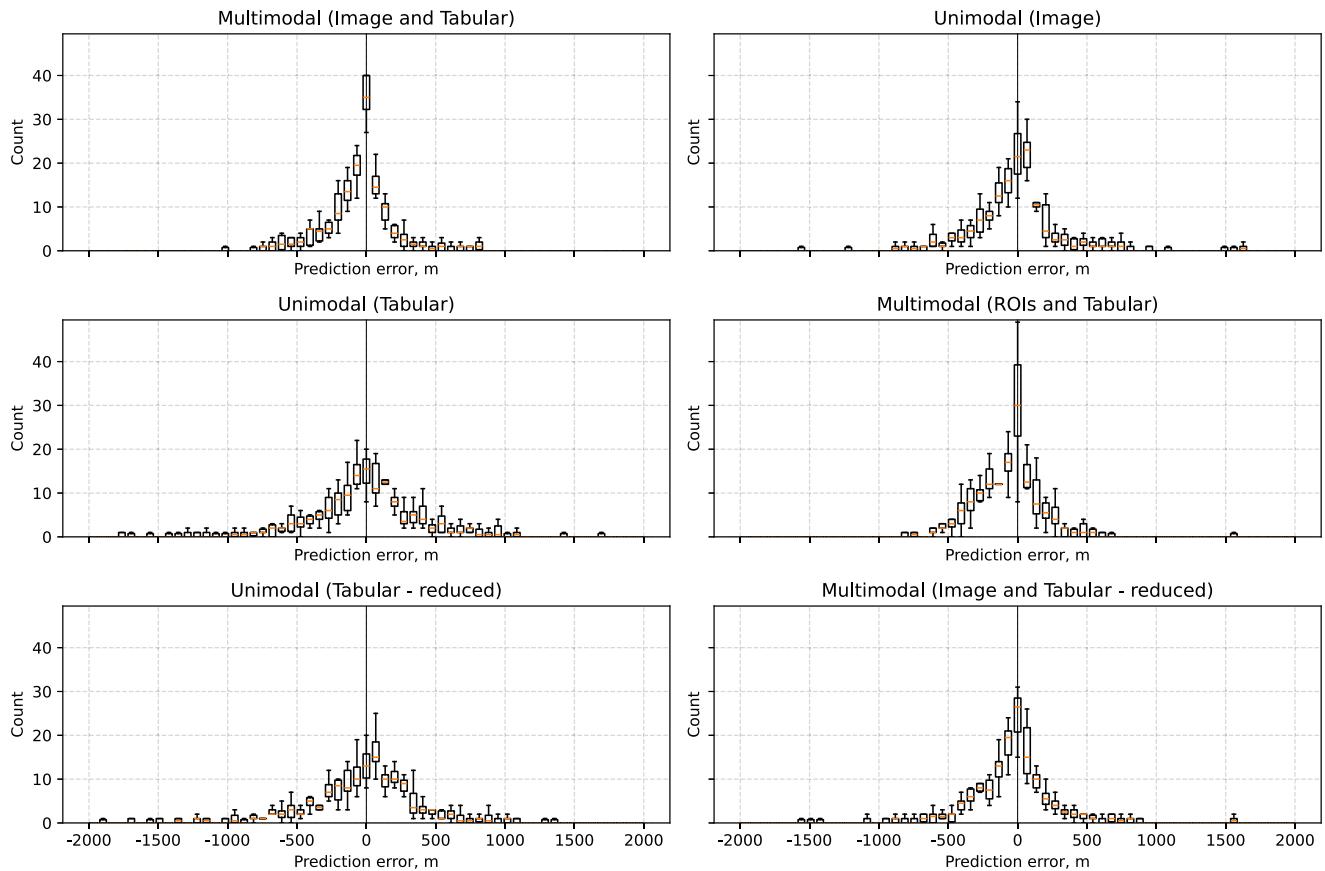 Multimodal (Image and Tabular)
Unimodal (Image)
40
30
20
10
0
Count
Count
Prediction error, m
Prediction error, m
Unimodal (Tabular)
Multimodal (ROIs and Tabular)
40
30
20
10
0
Count
Count
Prediction error, m
Prediction error, m
Unimodal (Tabular - reduced)
Multimodal (Image and Tabular - reduced)
40
30
20
10
0
Count
Count
-2000 -1500 -1000 -500 0 500 1000 1500 2000
-2000 -1500 -1000 -500 0 500 1000 1500 2000
Prediction error, m
Prediction error, m